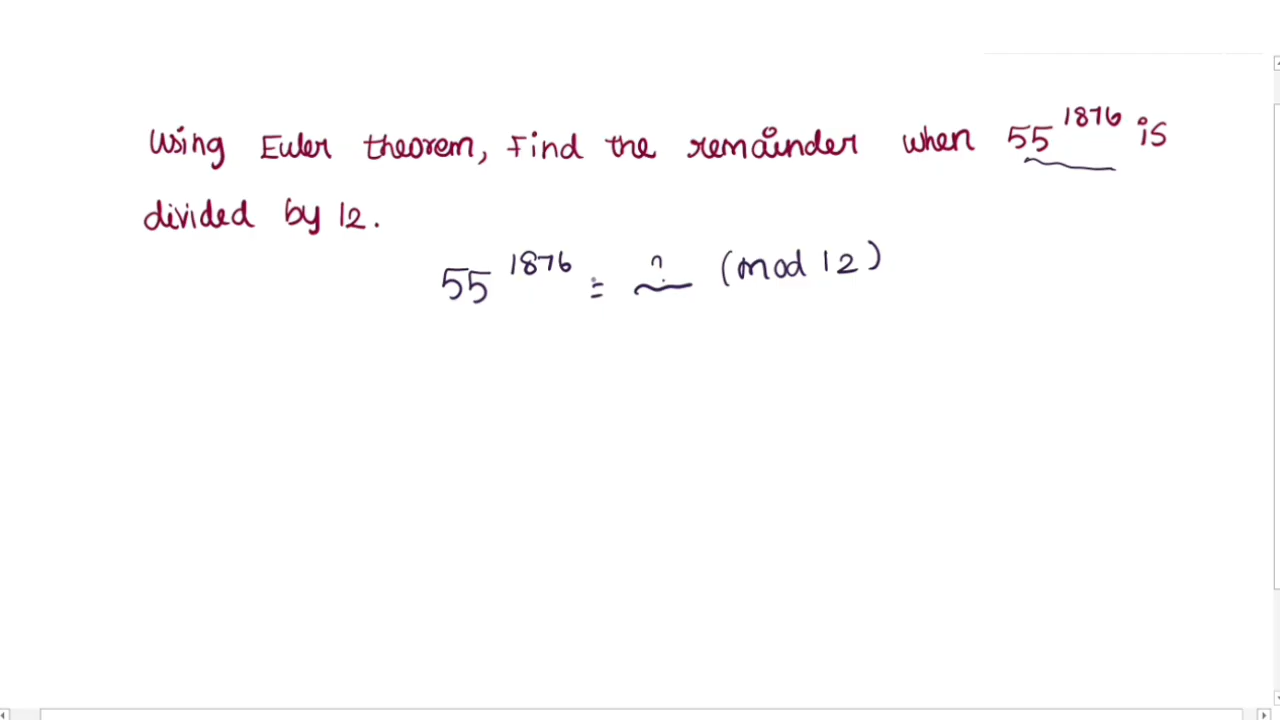 Using Euler theorem, Find the remainder when 55^1876 is
divided by 12.
55^1876 ≡ ? (mod 12)